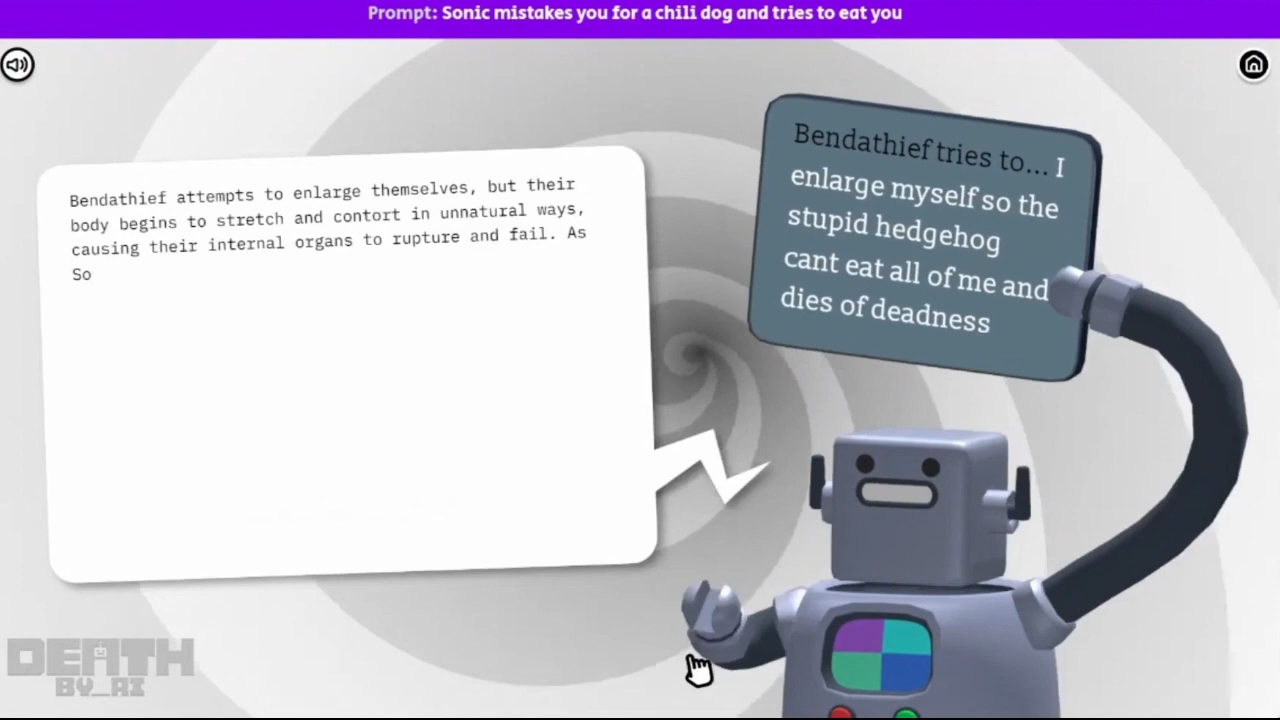 Prompt: Sonic mistakes you for a chili dog and tries to eat you
Bendathief attempts to enlarge themselves, but their
body begins to stretch and contort in unnatural ways,
causing their internal organs to rupture and fail. As
So
Bendathief tries to... I
enlarge myself so the
stupid hedgehog
cant eat all of me and
dies of deadness
DEATH
BY_AI